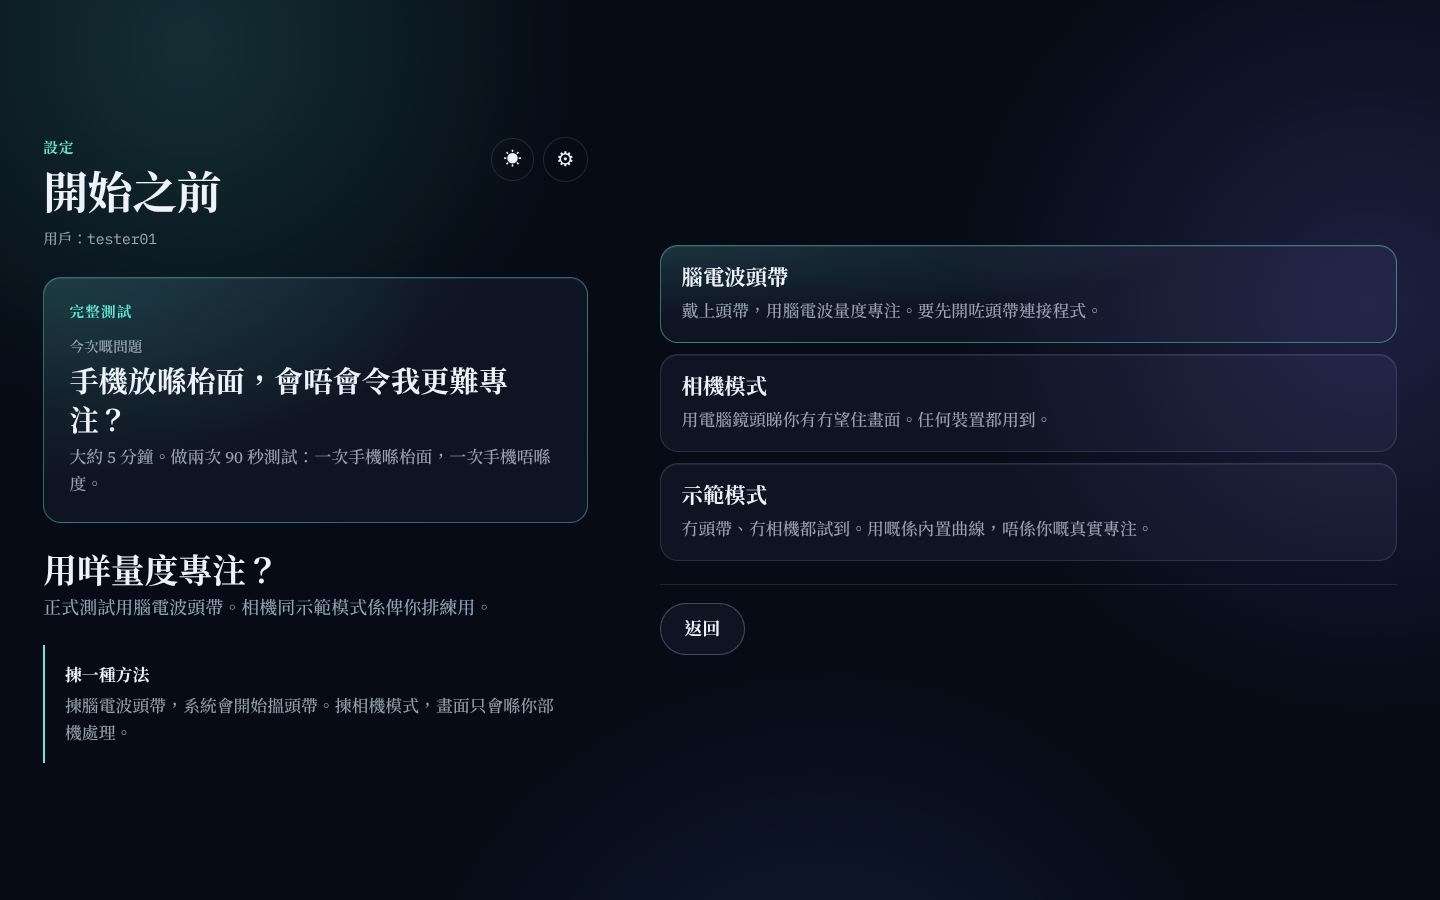 設定
開始之前
用戶：tester01
完整測試
今次嘅問題
手機放喺枱面，會唔會令我更難專
注？
大約 5 分鐘。做兩次 90 秒測試：一次手機喺枱面，一次手機唔喺
度。
用咩量度專注？
正式測試用腦電波頭帶。相機同示範模式係俾你排練用。
揀一種方法
揀腦電波頭帶，系統會開始搵頭帶。揀相機模式，畫面只會喺你部
機處理。
腦電波頭帶
戴上頭帶，用腦電波量度專注。要先開咗頭帶連接程式。
相機模式
用電腦鏡頭睇你有冇望住畫面。任何裝置都用到。
示範模式
冇頭帶、冇相機都試到。用嘅係內置曲線，唔係你嘅真實專注。
返回